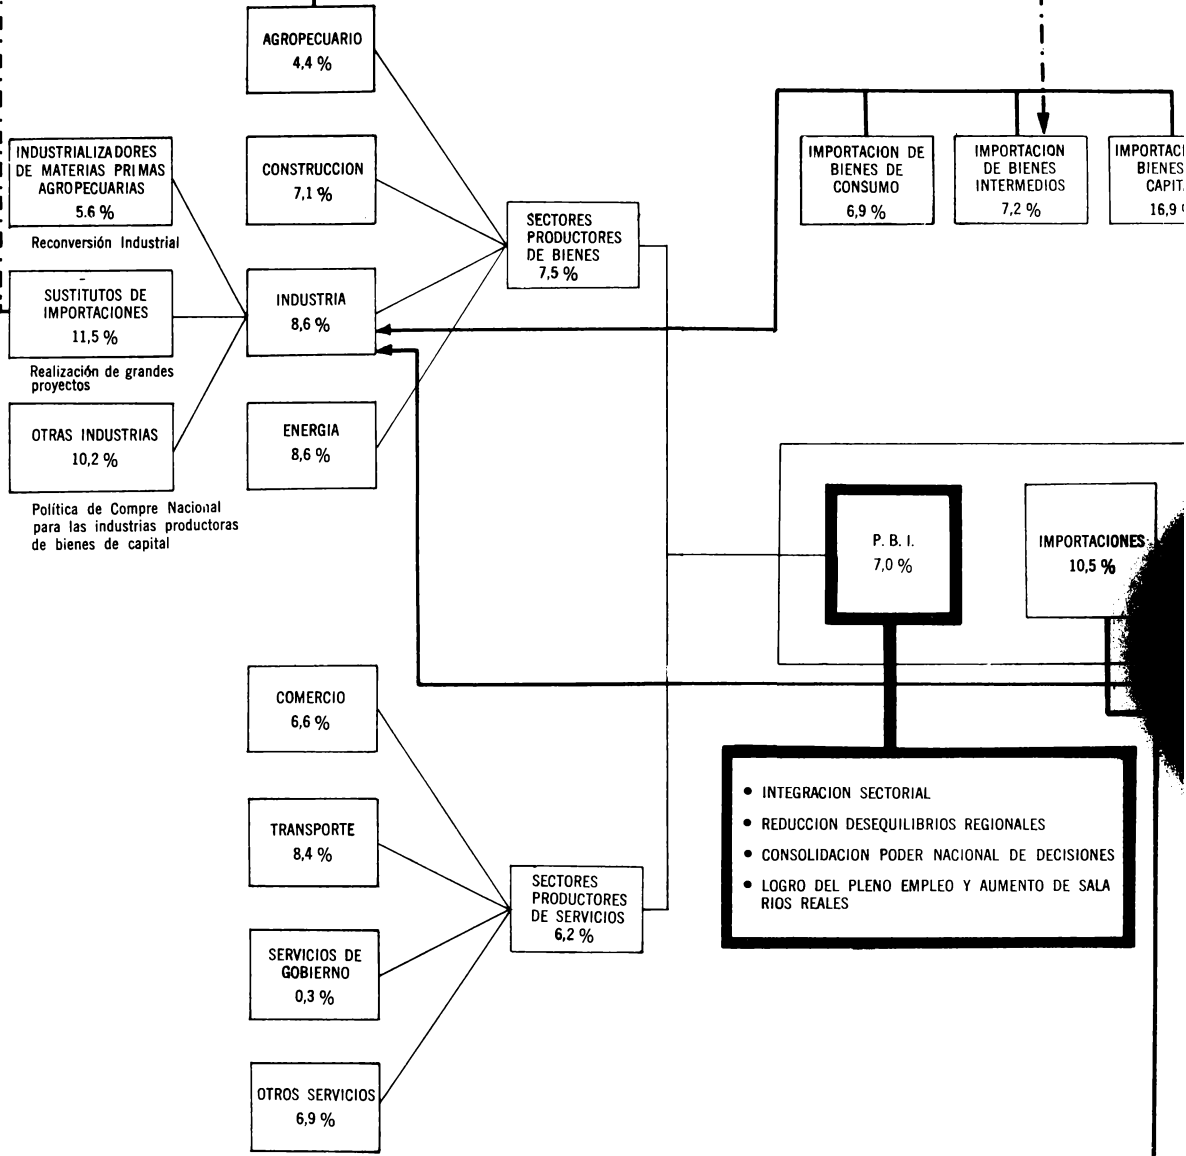 AGROPECUARIO
4,4 %
INDUSTRIALIZADORES
DE MATERIAS PRIMAS
AGROPECUARIAS
5.6 %
Reconversión Industrial
CONSTRUCCION
7,1 %
SECTORES
PRODUCTORES
DE BIENES
7,5 %
IMPORTACION DE
BIENES DE
CONSUMO
6,9 %
IMPORTACION
DE BIENES
INTERMEDIOS
7,2 %
BIENES
16,9
SUSTITUTOS DE
IMPORTACIONES
11,5 %
Realización de grandes
proyectos
INDUSTRIA
8,6 %
OTRAS INDUSTRIAS
10,2 %
Política de Compre Nacional
para las industrias productoras
de bienes de capital
ENERGIA
8,6 %
P. B. I.
7,0 %
IMPORTACIONES
10,5 %
COMERCIO
6,6 %
TRANSPORTE
8,4 %
SERVICIOS DE
GOBIERNO
0,3 %
OTROS SERVICIOS
6,9 %
SECTORES
PRODUCTORES
DE SERVICIOS
6,2 %
• INTEGRACION SECTORIAL
• REDUCCION DESEQUILIBRIOS REGIONALES
• CONSOLIDACION PODER NACIONAL DE DECISIONES
• LOGRO DEL PLENO EMPLEO Y AUMENTO DE SALA
RIOS REALES